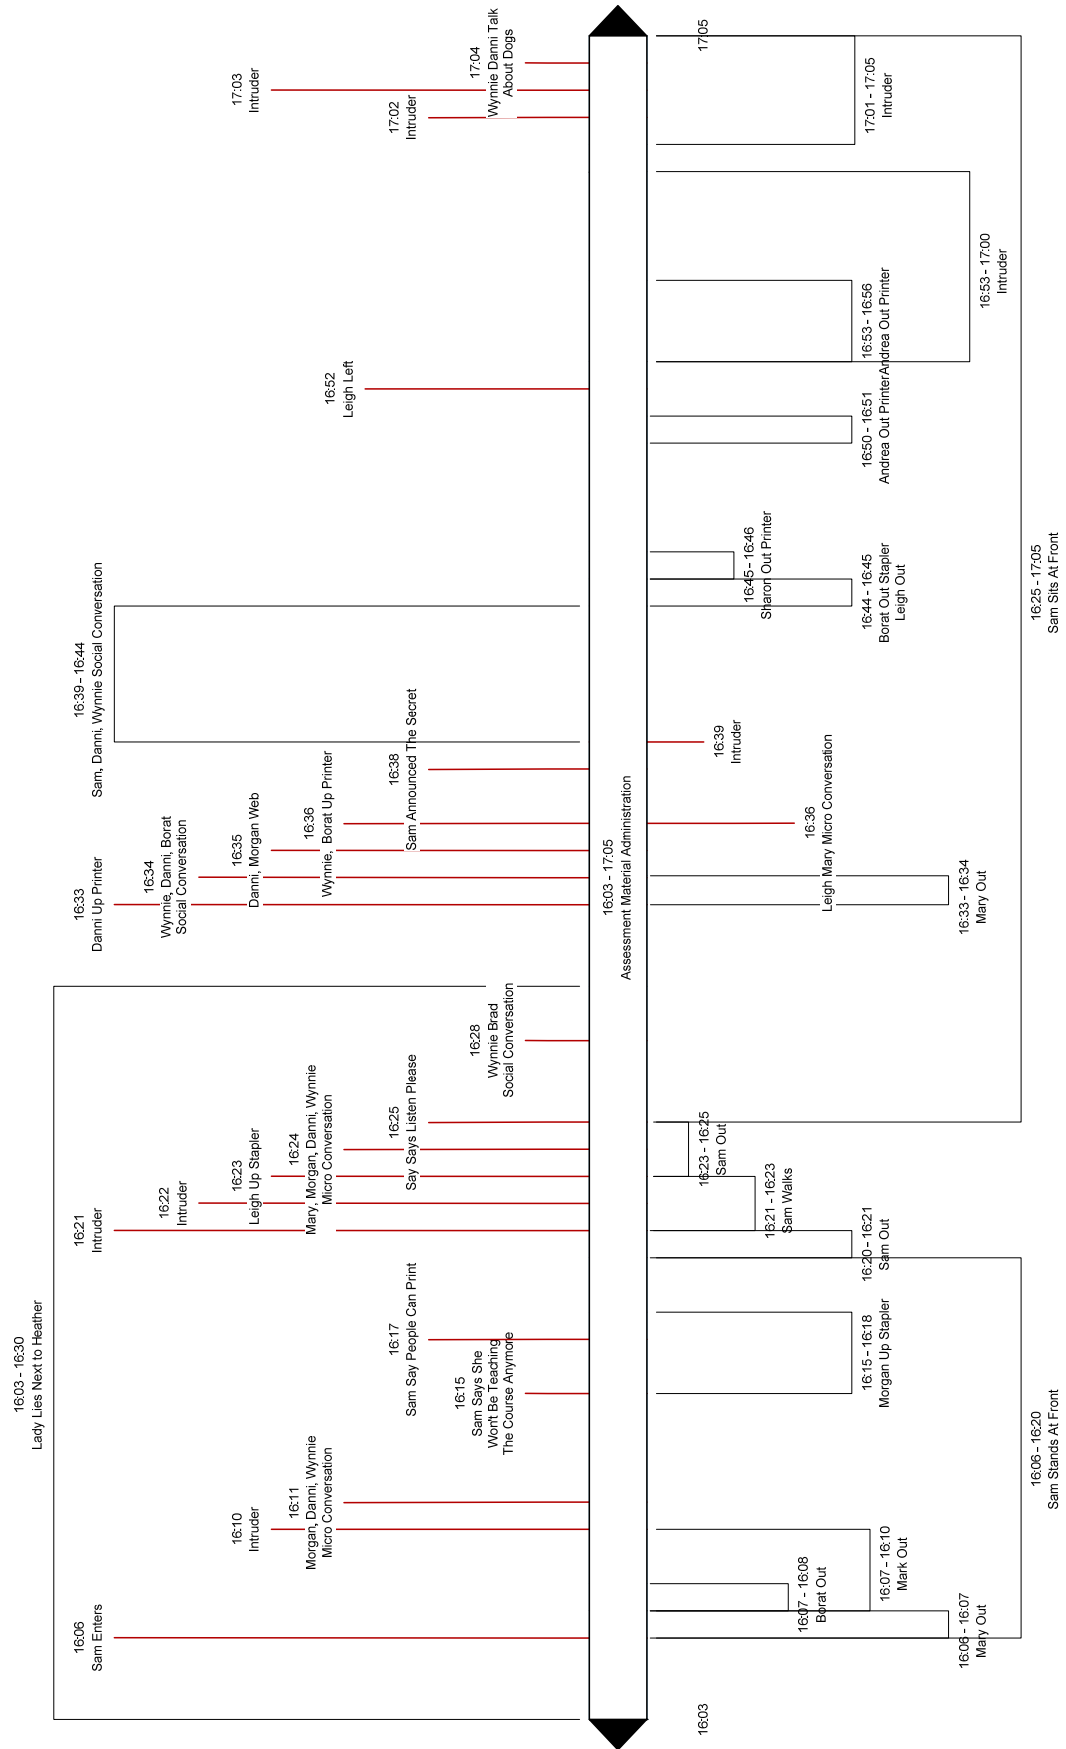 16:03 - 16:30
Lady Lies Next to Heather
16:06
Sam Enters
16:21
Intruder
16:33
Danni Up Printer
16:39 - 16:44
Sam, Danni, Wynnie Social Conversation
16:22
Intruder
16:34
Wynnie, Danni, Borat
Social Conversation
16:10
Intruder
16:23
Leigh Up Stapler
16:35
Danni, Morgan Web
17:03
Intruder
16:11
Morgan, Danni, Wynnie
Micro Conversation
16:24
Mary, Morgan, Danni, Wynnie
Micro Conversation
16:36
Wynnie, Borat Up Printer
16:52
Leigh Left
16:17
Sam Say People Can Print
16:25
Say Says Listen Please
16:38
Sam Announced The Secret
17:02
Intruder
16:15
Sam Says She
Won't Be Teaching
The Course Anymore
16:28
Wynnie Brad
Social Conversation
17:04
Wynnie Danni Talk
About Dogs
16:03 - 17:05
Assessment Material Administration
16:03
17:05
16:23 - 16:25
Sam Out
16:39
Intruder
16:45 - 16:46
Sharon Out Printer
16:21 - 16:23
Sam Walks
16:07 - 16:08
Borat Out
16:36
Leigh Mary Micro Conversation
16:20 - 16:21
Sam Out
16:15 - 16:18
Morgan Up Stapler
16:44 - 16:45
Borat Out Stapler
Leigh Out
16:50 - 16:51
Andrea Out Printer
16:53 - 16:56
Andrea Out Printer
17:01 - 17:05
Intruder
16:07 - 16:10
Mark Out
16:06 - 16:07
Mary Out
16:33 - 16:34
Mary Out
16:53 - 17:00
Intruder
16:06 - 16:20
Sam Stands At Front
16:25 - 17:05
Sam Sits At Front